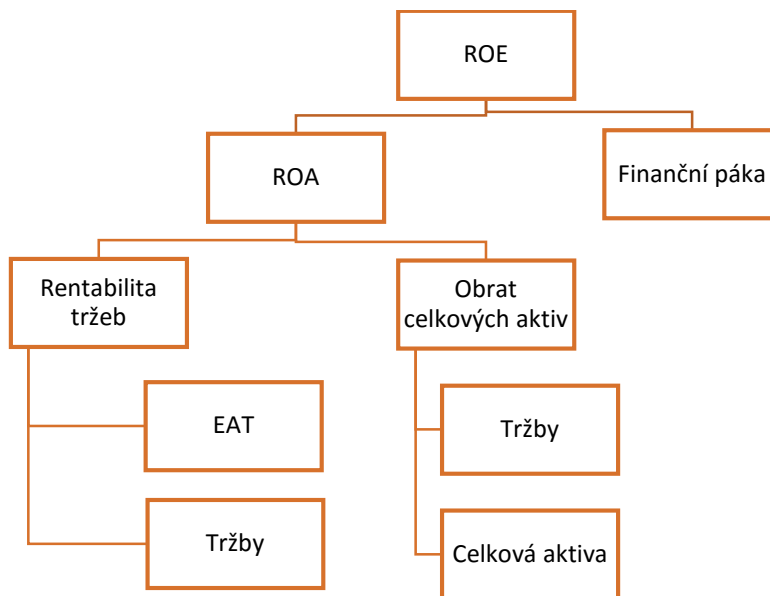 ROE
ROA
Finanční páka
Rentabilita
tržeb
Obrat
celkových aktiv
EAT
Tržby
Tržby
Celková aktiva